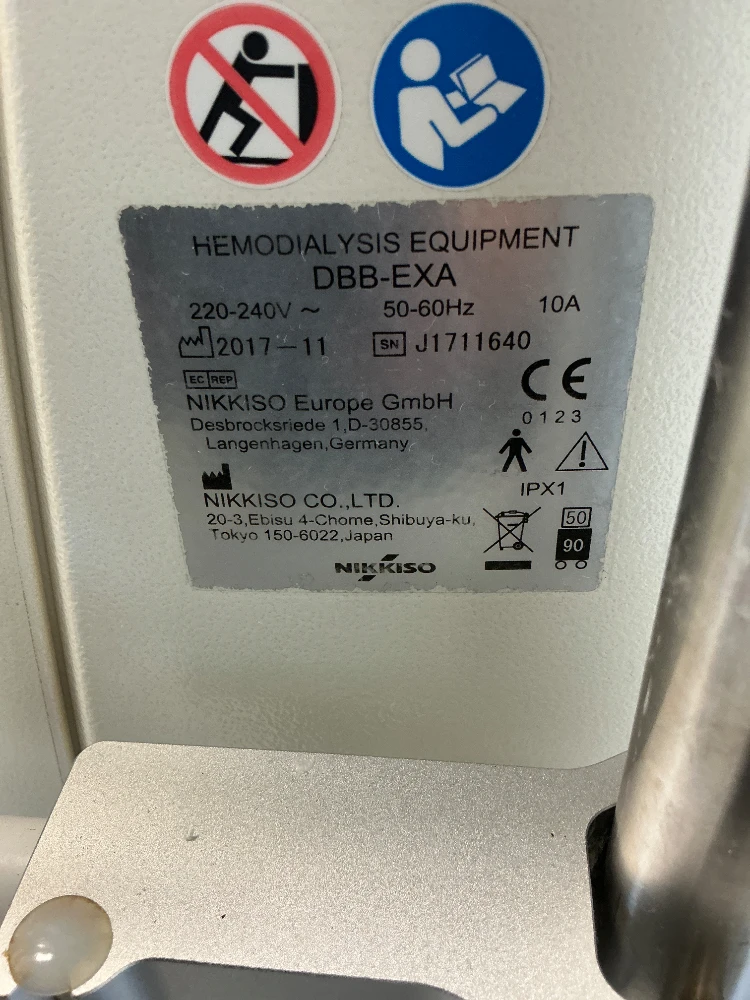 HEMODIALYSIS EQUIPMENT
DBB-EXA
220-240V ~ 50-60Hz 10A
2017-11 SN J1711640
EC REP
NIKKISO Europe GmbH
Desbrocksriede 1,D-30855,
Langenhagen,Germany
CE
0123
IPX1
NIKKISO CO.,LTD.
20-3,Ebisu 4-Chome,Shibuya-ku,
Tokyo 150-6022,Japan
50
90
NIKKISO